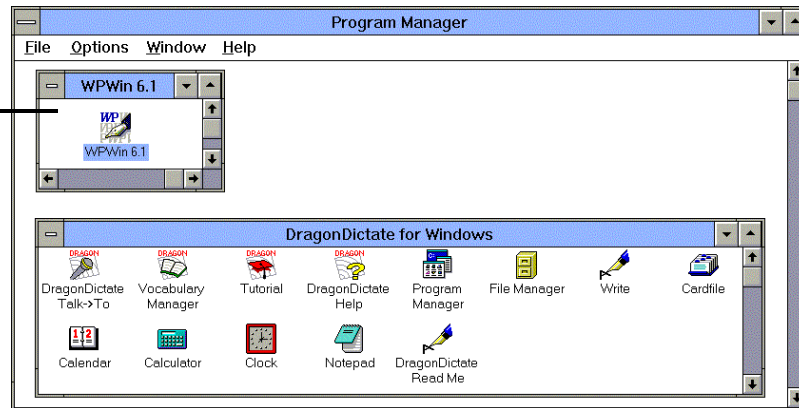 Program Manager
File Options Window Help
WPWin 6.1
WP
WPWin 6.1
DragonDictate for Windows
DRAGON DRAGON DRAGON DRAGON
DragonDictate Vocabulary Tutorial DragonDictate Program File Manager Write Cardfile
Talk->To Manager Help Manager
1 2
Calendar Calculator Clock Notepad DragonDictate
Read Me